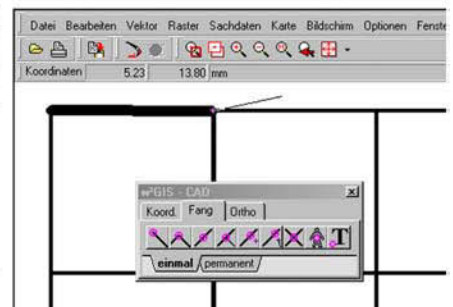 Datei Bearbeiten Vektor Raster Sachdaten Karte Bildschirm Optionen Fenste
Koordinaten 5.23 13.80 mm
GIS - CAD
Koord. Fang Ortho
T
einmal permanent